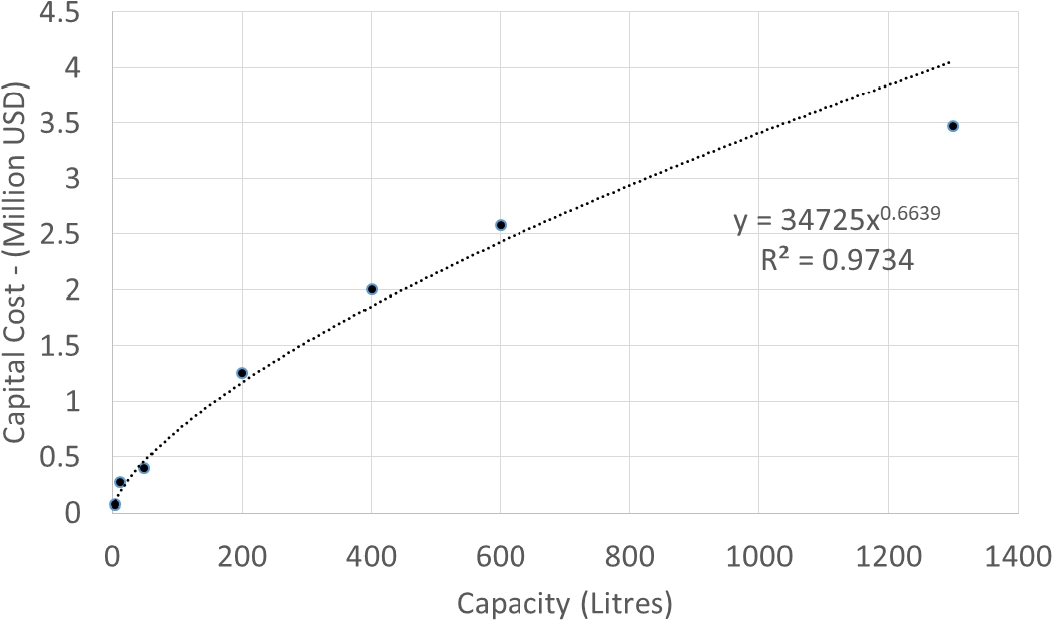 4.5
4
3.5
3
2.5
2
1.5
1
0.5
0
Capital Cost - (Million USD)
y = 34725x^0.6639
R² = 0.9734
0 200 400 600 800 1000 1200 1400
Capacity (Litres)